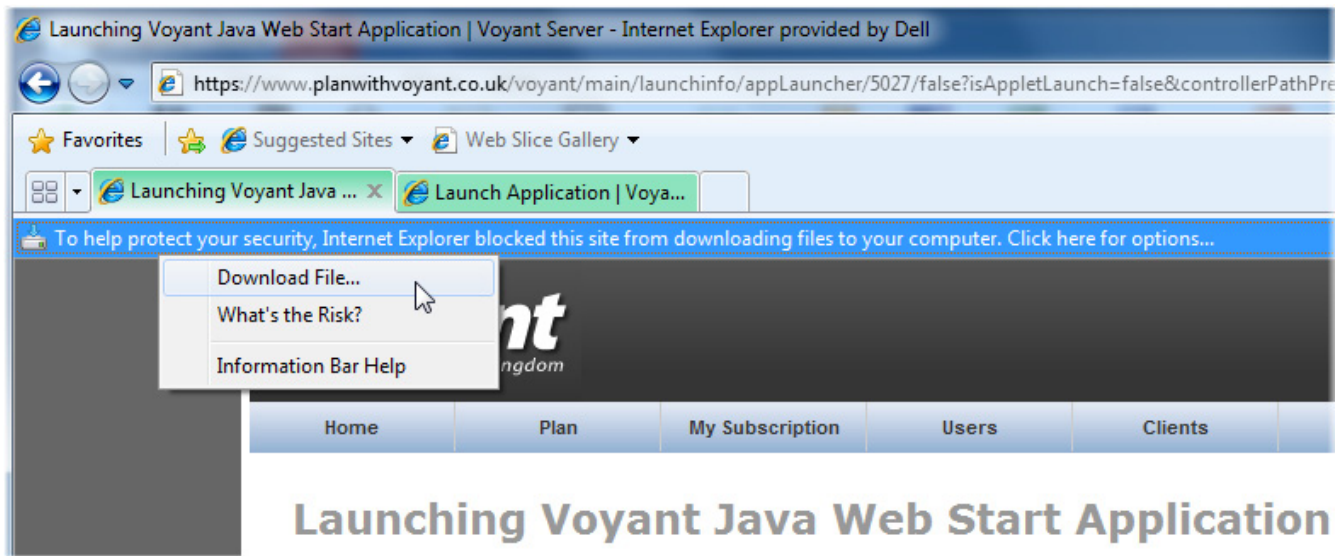 Launching Voyant Java Web Start Application | Voyant Server - Internet Explorer provided by Dell
https://www.planwithvoyant.co.uk/voyant/main/launchinfo/appLauncher/5027/false?isAppletLaunch=false&controllerPathPre
Favorites Suggested Sites Web Slice Gallery
Launching Voyant Java ... X Launch Application | Voya...
To help protect your security, Internet Explorer blocked this site from downloading files to your computer. Click here for options...
Download File...
What's the Risk?
Information Bar Help
nt
ngdom
Home Plan My Subscription Users Clients
Launching Voyant Java Web Start Application